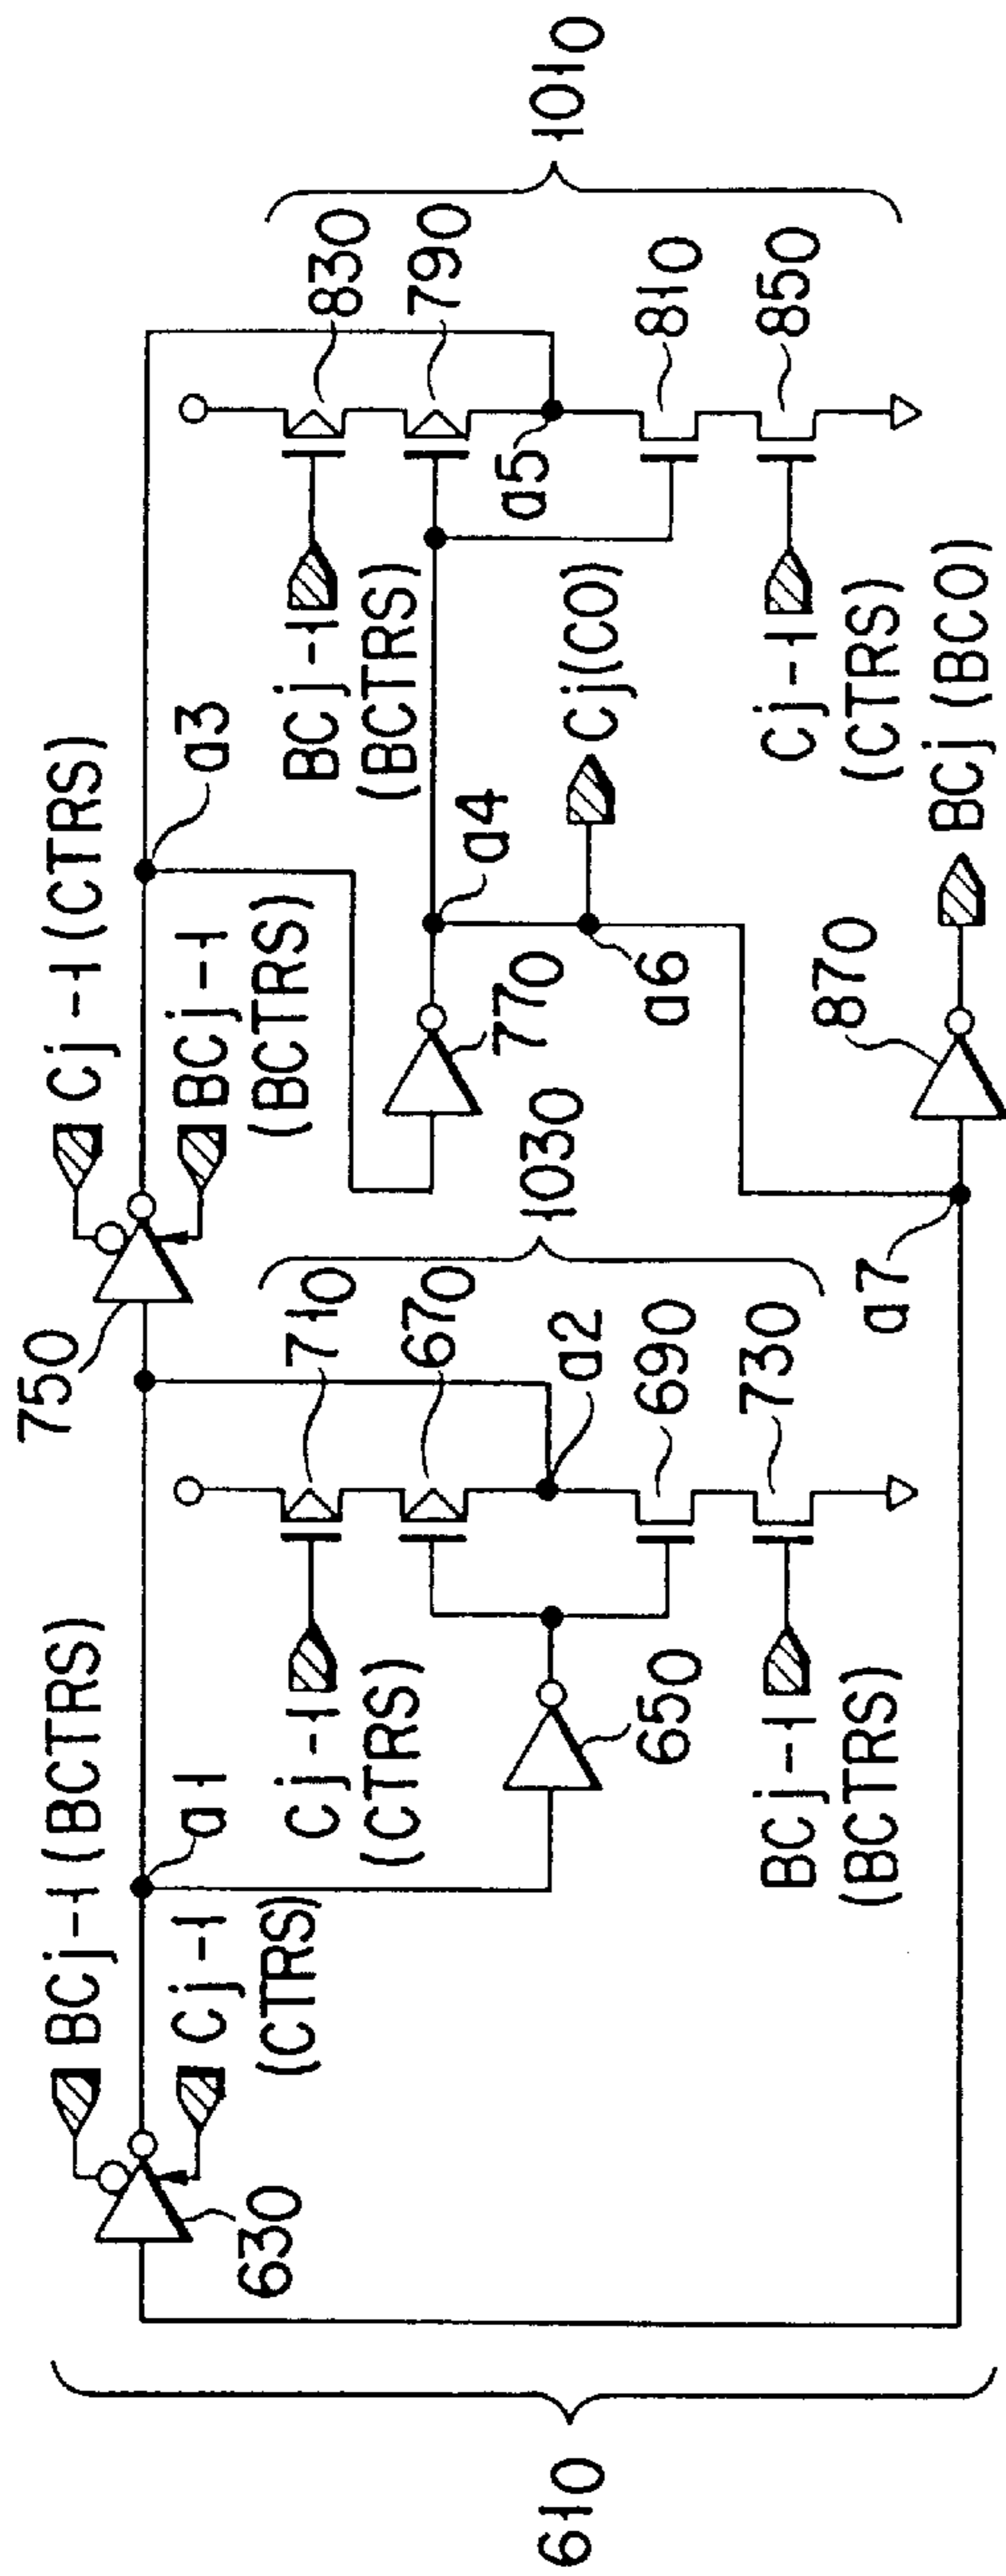 610
630
BCj-1 (BCTRS)
Cj-1
(CTRS)
a1
650
Cj-1
(CTRS)
BCj-1
(BCTRS)
710
670
a2
690
730
1030
750
Cj-1 (CTRS)
BCj-1
(BCTRS)
a3
770
a4
a6
Cj(CO)
a7
870
BCj (BCO)
BCj-1
(BCTRS)
Cj-1
(CTRS)
a5
830
790
810
850
1010